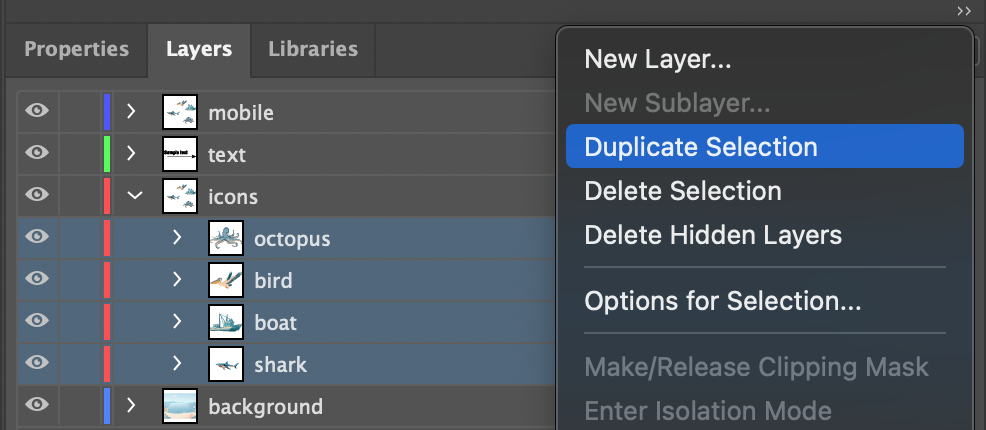 Properties
Layers
Libraries
mobile
text
icons
octopus
bird
boat
shark
background
New Layer...
New Sublayer...
Duplicate Selection
Delete Selection
Delete Hidden Layers
Options for Selection...
Make/Release Clipping Mask
Enter Isolation Mode